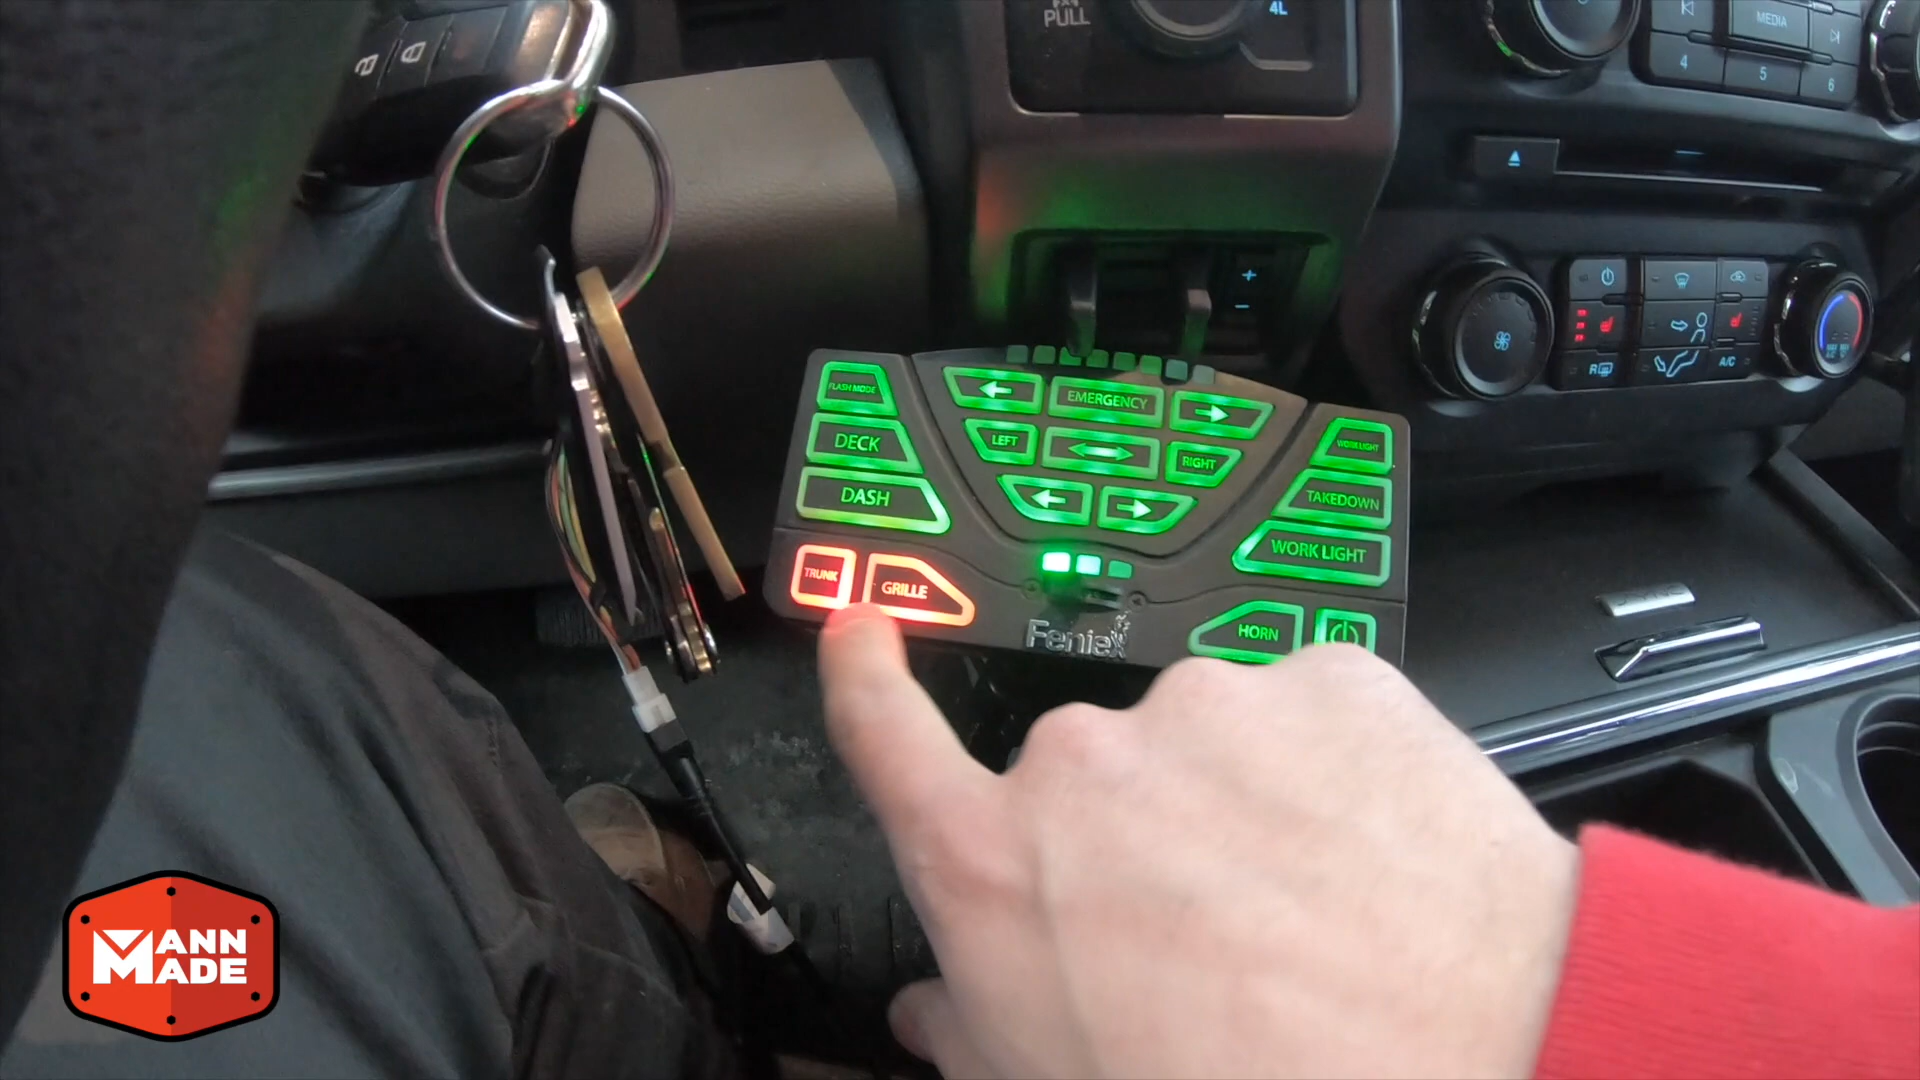 PULL
4L
MEDIA
4
5
6
FLASH MODE
EMERGENCY
DECK
LEFT
RIGHT
WORK LIGHT
TAKEDOWN
DASH
WORK LIGHT
TRUNK
GRILLE
HORN
Feniex
R
A/C
SYNC
MANN
MADE